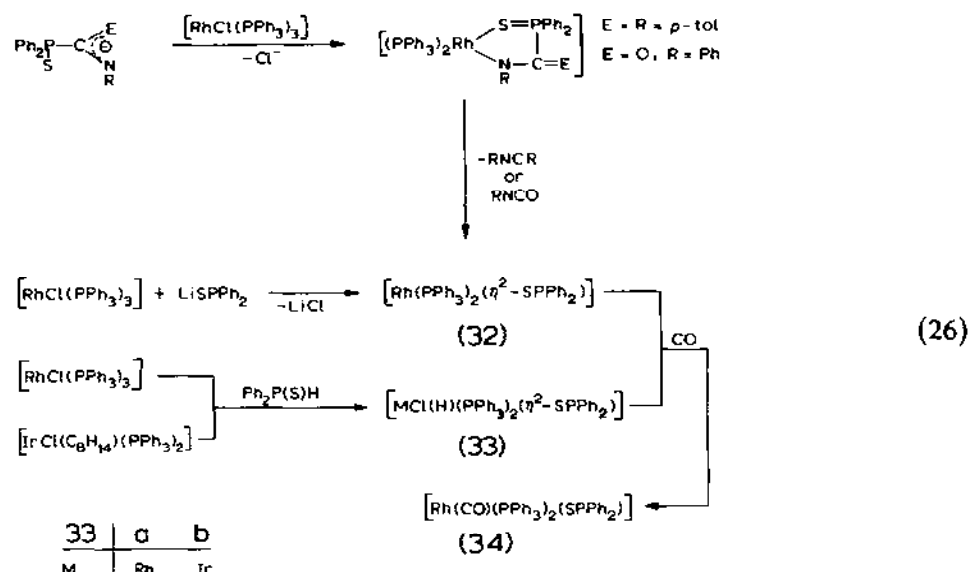 Ph₂P—C E ⊖ N R S
[RhCl(PPh₃)₃]
−Cl⁻
[(PPh₃)₂Rh S=PPh₂ N—C=E R]
E = R = p-tol
E = O, R = Ph
-RNCR
or
RNCO
[RhCl(PPh₃)₃] + LiSPPh₂
−LiCl
[Rh(PPh₃)₂(η²-SPPh₂)]
(32)
CO
(26)
[RhCl(PPh₃)₃]
[IrCl(C₈H₁₄)(PPh₃)₂]
Ph₂P(S)H
[MCl(H)(PPh₃)₂(η²-SPPh₂)]
(33)
[Rh(CO)(PPh₃)₂(SPPh₂)]
(34)
33 a b
M Rh Ir